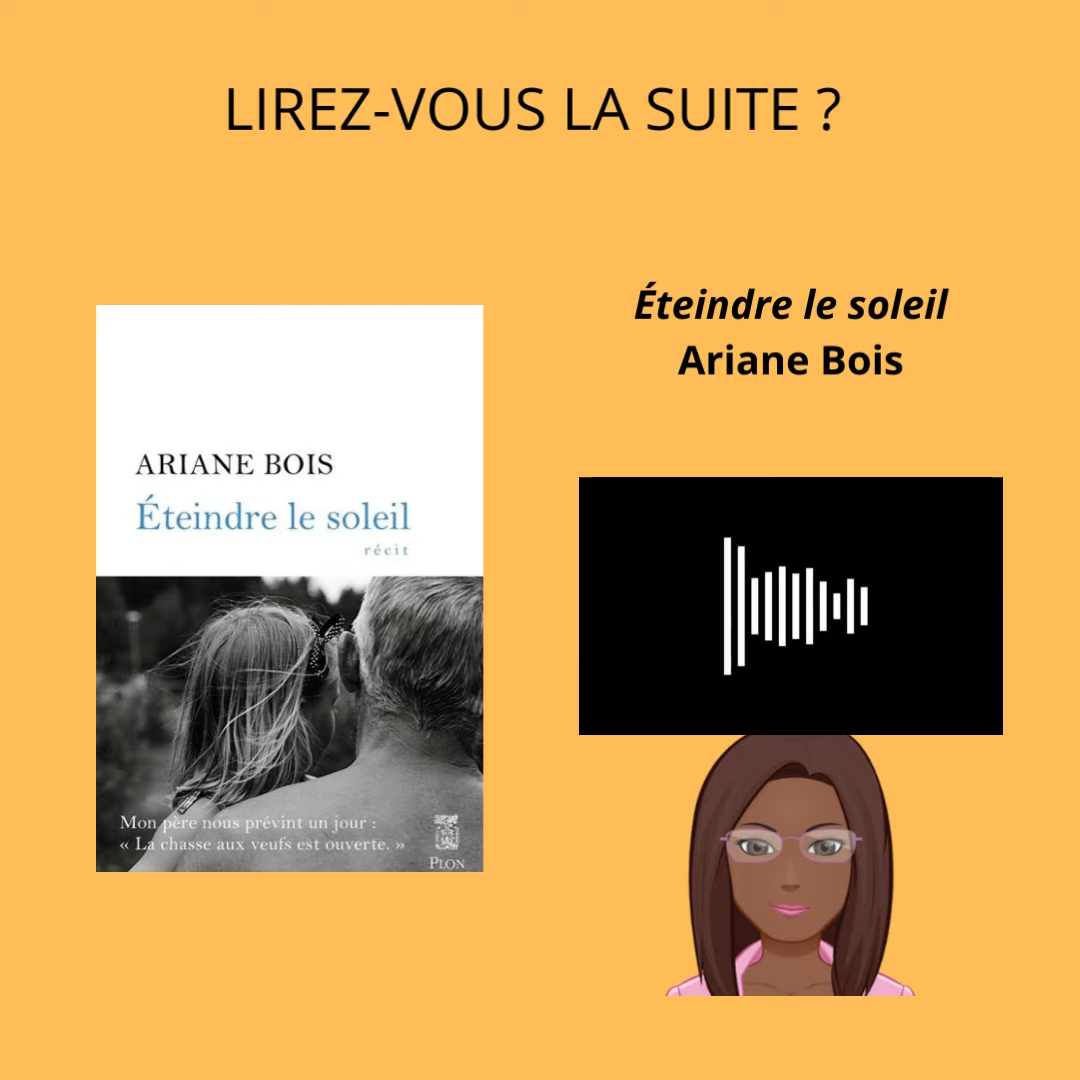 LIREZ-VOUS LA SUITE ?
Éteindre le soleil
Ariane Bois
ARIANE BOIS
Éteindre le soleil
récit
Mon père nous prévint un jour :
« La chasse aux veufs est ouverte. »
PLON